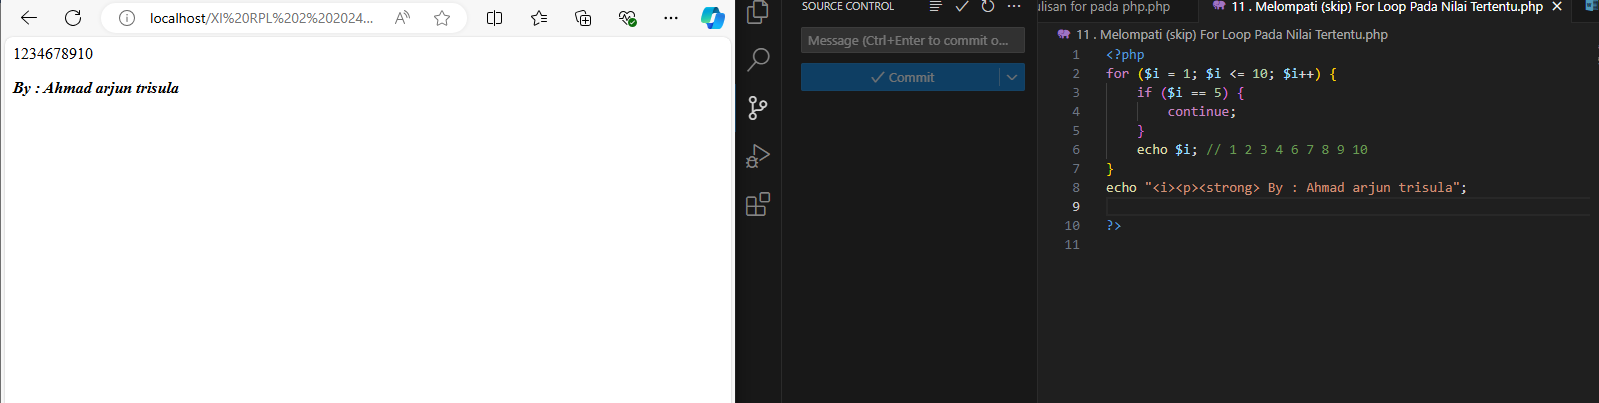 localhost/XI%20RPL%202%202024...
1234678910
By : Ahmad arjun trisula
SOURCE CONTROL
Message (Ctrl+Enter to commit o...
Commit
ulisan for pada php.php
11 . Melompati (skip) For Loop Pada Nilai Tertentu.php
11 . Melompati (skip) For Loop Pada Nilai Tertentu.php
1 <?php
2 for ($i = 1; $i <= 10; $i++) {
3 if ($i == 5) {
4 continue;
5 }
6 echo $i; // 1 2 3 4 6 7 8 9 10
7 }
8 echo "<i><p><strong> By : Ahmad arjun trisula";
9
10 ?>
11